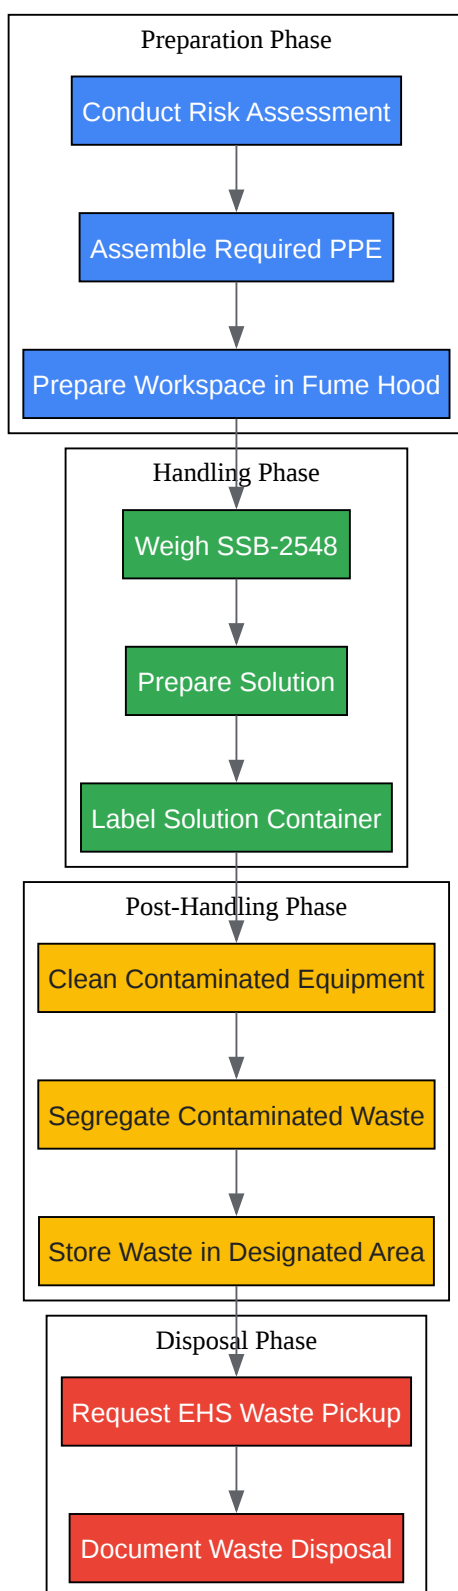 Preparation Phase
Conduct Risk Assessment
Assemble Required PPE
Prepare Workspace in Fume Hood
Handling Phase
Weigh SSB-2548
Prepare Solution
Label Solution Container
Post-Handling Phase
Clean Contaminated Equipment
Segregate Contaminated Waste
Store Waste in Designated Area
Disposal Phase
Request EHS Waste Pickup
Document Waste Disposal